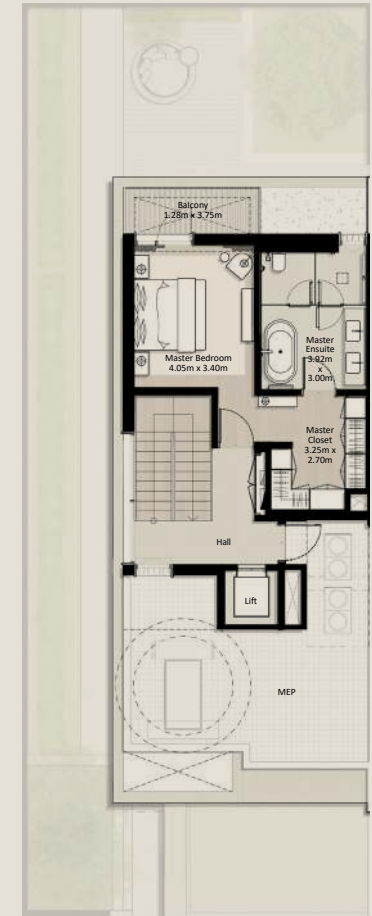 Balcony
1.28m x 3.75m
Master
Ensuite
3.92m
x
3.00m
Master Bedroom
4.05m x 3.40m
Master
Closet
3.25m x
2.70m
Hall
Lift
MEP